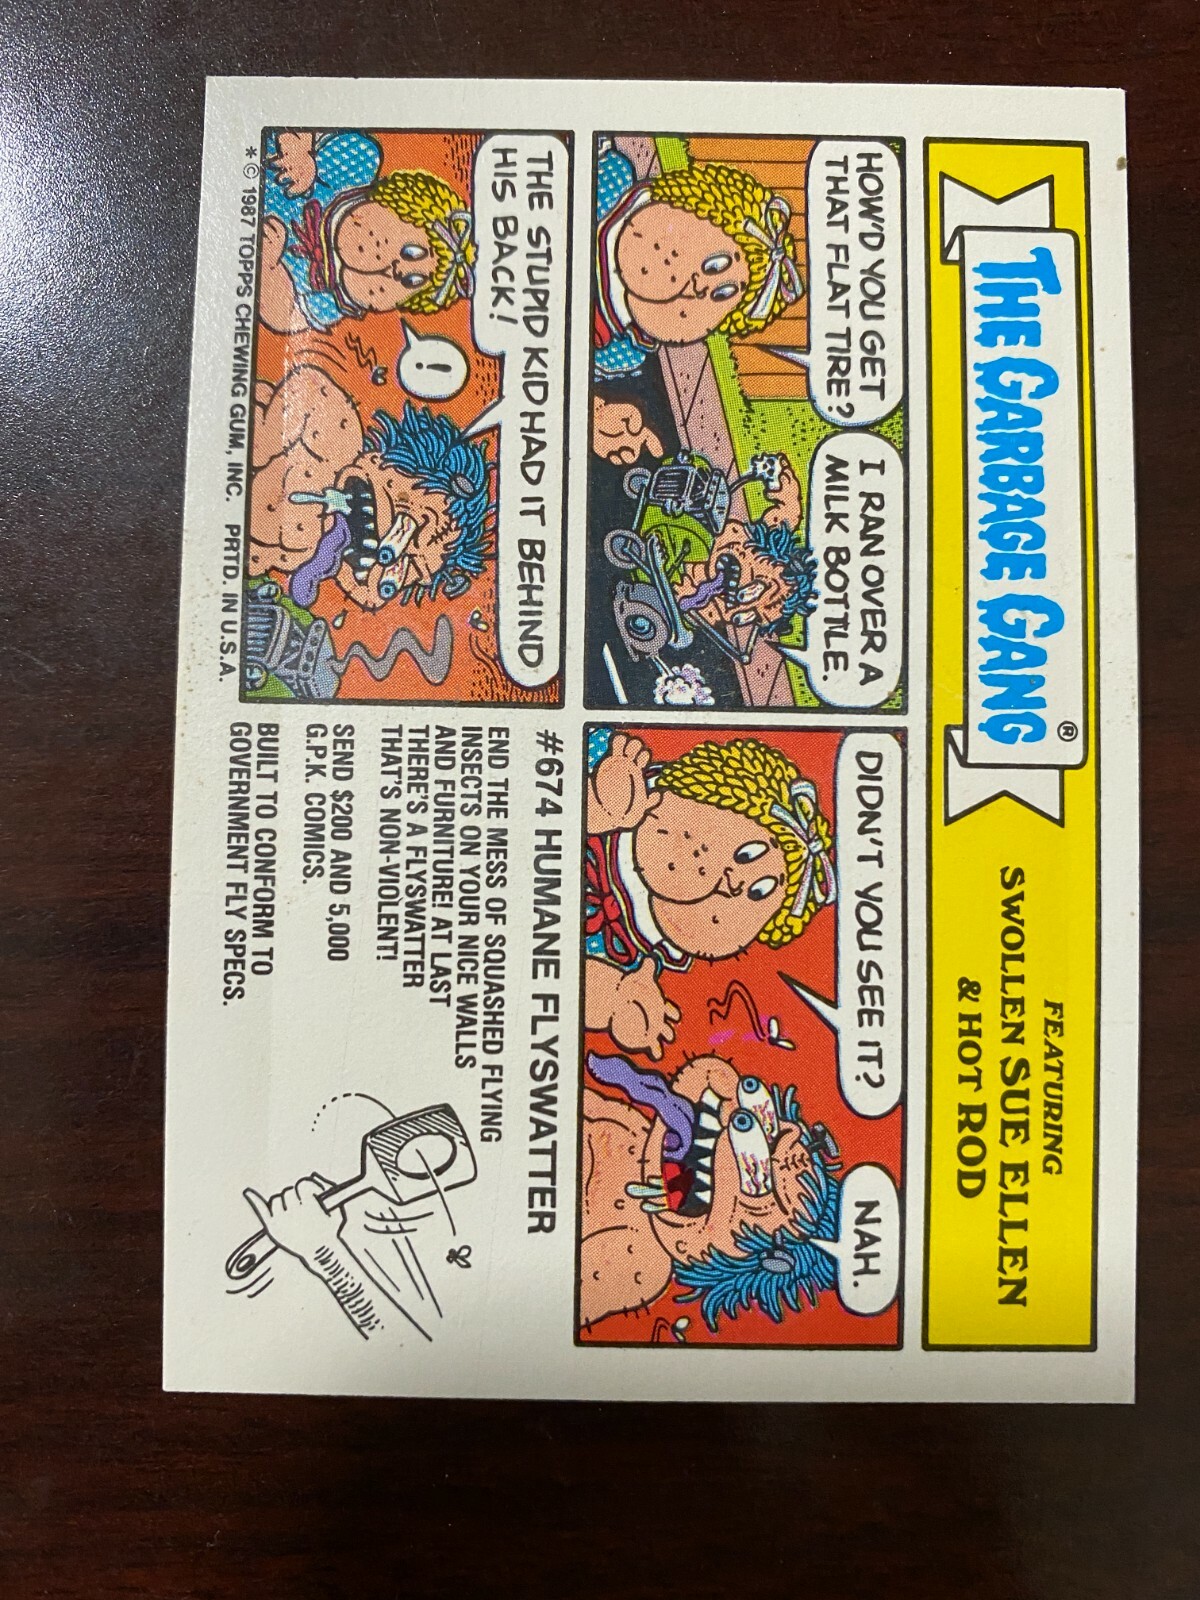 THE GARBAGE GANG®
FEATURING
SWOLLEN SUE ELLEN
& HOT ROD
HOW'D YOU GET
THAT FLAT TIRE?
I RAN OVER A
MILK BOTTLE.
DIDN'T YOU SEE IT?
NAH.
THE STUPID KID HAD IT BEHIND
HIS BACK!
!
* © 1987 TOPPS CHEWING GUM, INC. PRTD. IN U.S.A.
#674 HUMANE FLYSWATTER
END THE MESS OF SQUASHED FLYING
INSECTS ON YOUR NICE WALLS
AND FURNITURE! AT LAST
THERE'S A FLYSWATTER
THAT'S NON-VIOLENT!
SEND $200 AND 5,000
G.P.K. COMICS.
BUILT TO CONFORM TO
GOVERNMENT FLY SPECS.